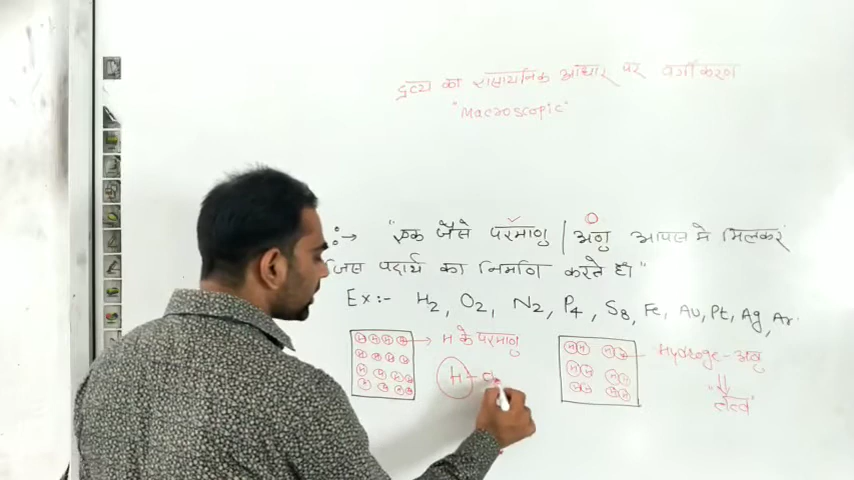 द्रव्य का रासायनिक आधार पर वर्गीकरण
"Macroscopic"
:→ "एक जैसे परमाणु | अणु आपस मे मिलकर
जिस पदार्थ का निर्माण करते है।"
Ex:- H2, O2, N2, P4, S8, Fe, Au, Pt, Ag, Ar
→ H के परमाणु
H - 
Hydroge - अणु
⇓
"तत्व"